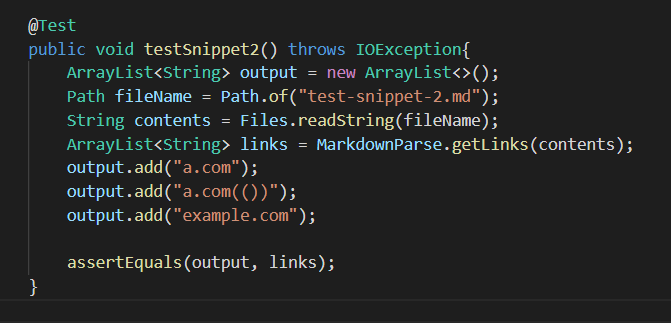 @Test
public void testSnippet2() throws IOException{
    ArrayList<String> output = new ArrayList<>();
    Path fileName = Path.of("test-snippet-2.md");
    String contents = Files.readString(fileName);
    ArrayList<String> links = MarkdownParse.getLinks(contents);
    output.add("a.com");
    output.add("a.com(())");
    output.add("example.com");

    assertEquals(output, links);
}